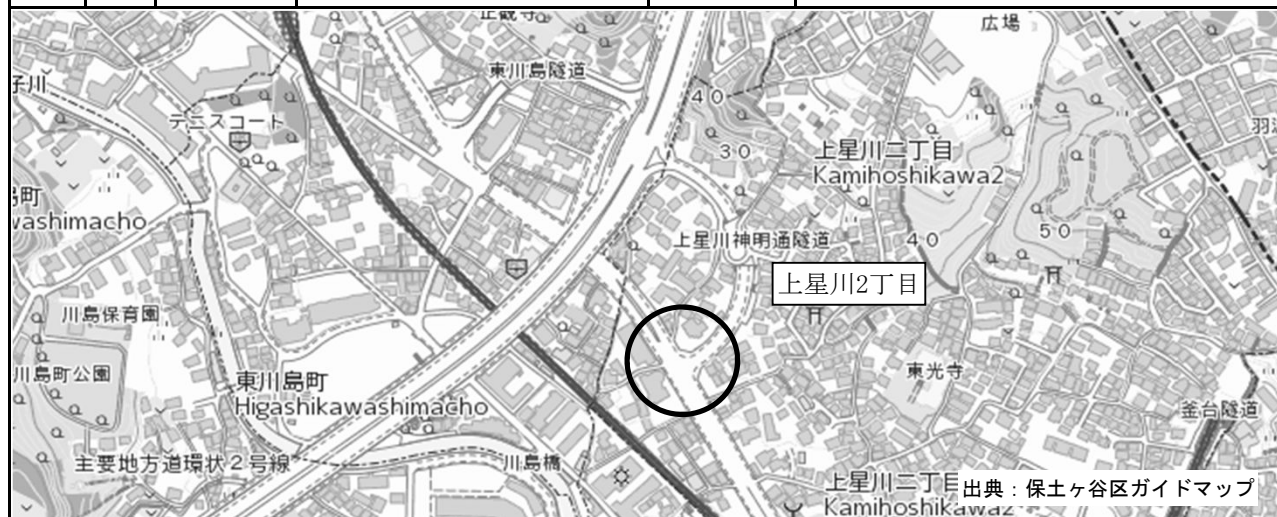 広場
東川島隧道
子川
40
テニスコート
30
上星川二丁目
Kamihoshikawa2
島町
washimacho
上星川神明通隧道
40
50
上星川2丁目
川島保育園
川島町公園
東川島町
Higashikawashimacho
東光寺
釜台隧道
主要地方道環状2号線
川島橋
上星川二丁目
Kamihoshikawa2
出典：保土ヶ谷区ガイドマップ